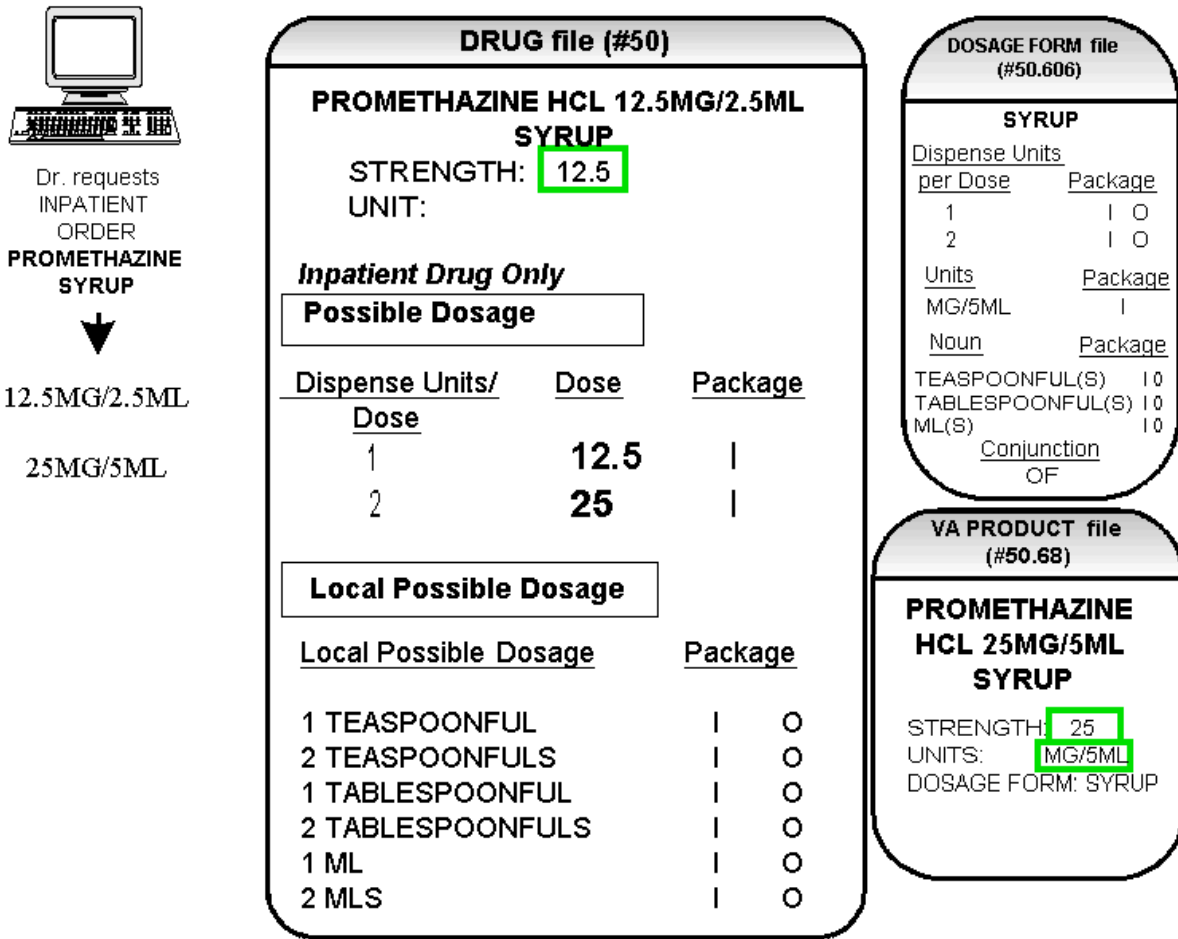 Dr. requests
INPATIENT
ORDER
PROMETHAZINE
SYRUP
12.5MG/2.5ML
25MG/5ML
DRUG file (#50)
PROMETHAZINE HCL 12.5MG/2.5ML
SYRUP
STRENGTH: 12.5
UNIT:
Inpatient Drug Only
Possible Dosage
Dispense Units/ Dose Package
Dose
1 12.5 I
2 25 I
Local Possible Dosage
Local Possible Dosage Package
1 TEASPOONFUL I O
2 TEASPOONFULS I O
1 TABLESPOONFUL I O
2 TABLESPOONFULS I O
1 ML I O
2 MLS I O
DOSAGE FORM file
(#50.606)
SYRUP
Dispense Units
per Dose Package
1 I O
2 I O
Units Package
MG/5ML I
Noun Package
TEASPOONFUL(S) I 0
TABLESPOONFUL(S) I 0
ML(S) I 0
Conjunction
OF
VA PRODUCT file
(#50.68)
PROMETHAZINE
HCL 25MG/5ML
SYRUP
STRENGTH: 25
UNITS: MG/5ML
DOSAGE FORM: SYRUP